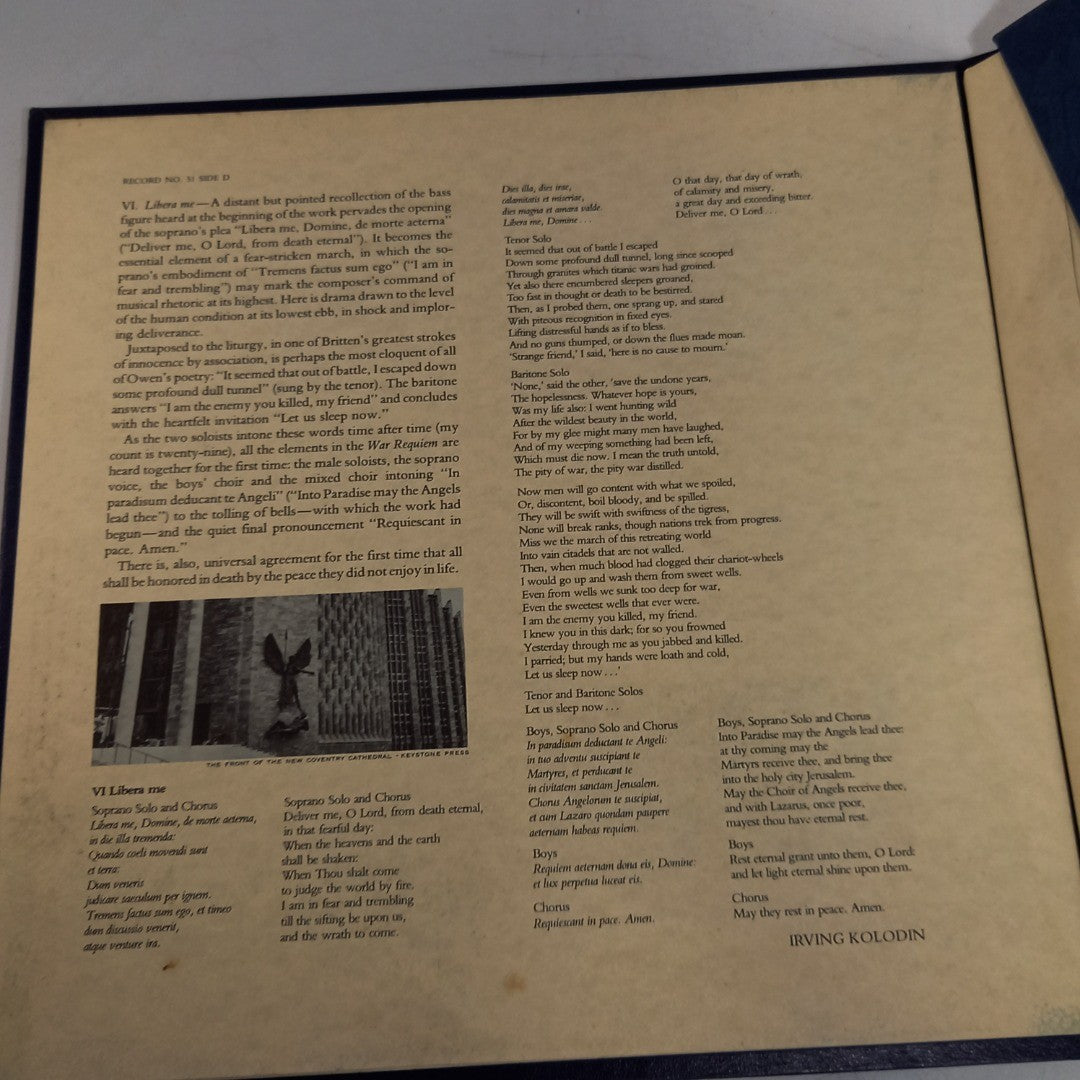 RECORD NO. 31 SIDE D
VI. Libera me—A distant but pointed recollection of the bass
figure heard at the beginning of the work pervades the opening
of the soprano's plea "Libera me, Domine, de morte aeterna"
("Deliver me, O Lord, from death eternal"). It becomes the
essential element of a fear-stricken march, in which the so-
prano's embodiment of "Tremens factus sum ego" ("I am in
fear and trembling") may mark the composer's command of
musical rhetoric at its highest. Here is drama drawn to the level
of the human condition at its lowest ebb, in shock and implor-
ing deliverance.
Juxtaposed to the liturgy, in one of Britten's greatest strokes
of innocence by association, is perhaps the most eloquent of all
of Owen's poetry: "It seemed that out of battle, I escaped down
some profound dull tunnel" (sung by the tenor). The baritone
answers "I am the enemy you killed, my friend" and concludes
with the heartfelt invitation "Let us sleep now."
As the two soloists intone these words time after time (my
count is twenty-nine), all the elements in the War Requiem are
heard together for the first time: the male soloists, the soprano
voice, the boys' choir and the mixed choir intoning "In
paradisum deducant te Angeli" ("Into Paradise may the Angels
lead thee") to the tolling of bells—with which the work had
begun—and the quiet final pronouncement "Requiescant in
pace. Amen."
There is, also, universal agreement for the first time that all
shall be honored in death by the peace they did not enjoy in life.
THE FRONT OF THE NEW COVENTRY CATHEDRAL - KEYSTONE PRESS
VI Libera me
Soprano Solo and Chorus
Libera me, Domine, de morte aeterna,
in die illa tremenda:
Quando coeli movendi sunt
et terra:
Dum veneris
judicare saeculum per ignem.
Tremens factus sum ego, et timeo
dum discussio venerit,
atque venture ira.
Soprano Solo and Chorus
Deliver me, O Lord, from death eternal,
in that fearful day:
When the heavens and the earth
shall be shaken:
When Thou shalt come
to judge the world by fire.
I am in fear and trembling
till the sifting be upon us,
and the wrath to come.
Dies illa, dies irae,
calamitatis et miseriae,
dies magna et amara valde.
Libera me, Domine . . .
O that day, that day of wrath,
of calamity and misery,
a great day and exceeding bitter.
Deliver me, O Lord . . .
Tenor Solo
It seemed that out of battle I escaped
Down some profound dull tunnel, long since scooped
Through granites which titanic wars had groined.
Yet also there encumbered sleepers groaned,
Too fast in thought or death to be bestirred.
Then, as I probed them, one sprang up, and stared
With piteous recognition in fixed eyes,
Lifting distressful hands as if to bless.
And no guns thumped, or down the flues made moan.
'Strange friend,' I said, 'here is no cause to mourn.'
Baritone Solo
'None,' said the other, 'save the undone years,
The hopelessness. Whatever hope is yours,
Was my life also; I went hunting wild
After the wildest beauty in the world,
For by my glee might many men have laughed,
And of my weeping something had been left,
Which must die now. I mean the truth untold,
The pity of war, the pity war distilled.
Now men will go content with what we spoiled,
Or, discontent, boil bloody, and be spilled.
They will be swift with swiftness of the tigress,
None will break ranks, though nations trek from progress.
Miss we the march of this retreating world
Into vain citadels that are not walled.
Then, when much blood had clogged their chariot-wheels
I would go up and wash them from sweet wells.
Even from wells we sunk too deep for war,
Even the sweetest wells that ever were.
I am the enemy you killed, my friend.
I knew you in this dark; for so you frowned
Yesterday through me as you jabbed and killed.
I parried; but my hands were loath and cold,
Let us sleep now . . .'
Tenor and Baritone Solos
Let us sleep now . . .
Boys, Soprano Solo and Chorus
In paradisum deductant te Angeli:
in tuo adventu suscipiant te
Martyres, et perducant te
in civitatem sanctam Jerusalem.
Chorus Angelorum te suscipiat,
et cum Lazaro quondam paupere
aeternam habeas requiem.
Boys
Requiem aeternam dona eis, Domine:
et lux perpetua luceat eis.
Chorus
Requiescant in pace. Amen.
Boys, Soprano Solo and Chorus
Into Paradise may the Angels lead thee:
at thy coming may the
Martyrs receive thee, and bring thee
into the holy city Jerusalem.
May the Choir of Angels receive thee,
and with Lazarus, once poor,
mayest thou have eternal rest.
Boys
Rest eternal grant unto them, O Lord:
and let light eternal shine upon them.
Chorus
May they rest in peace. Amen.
IRVING KOLODIN